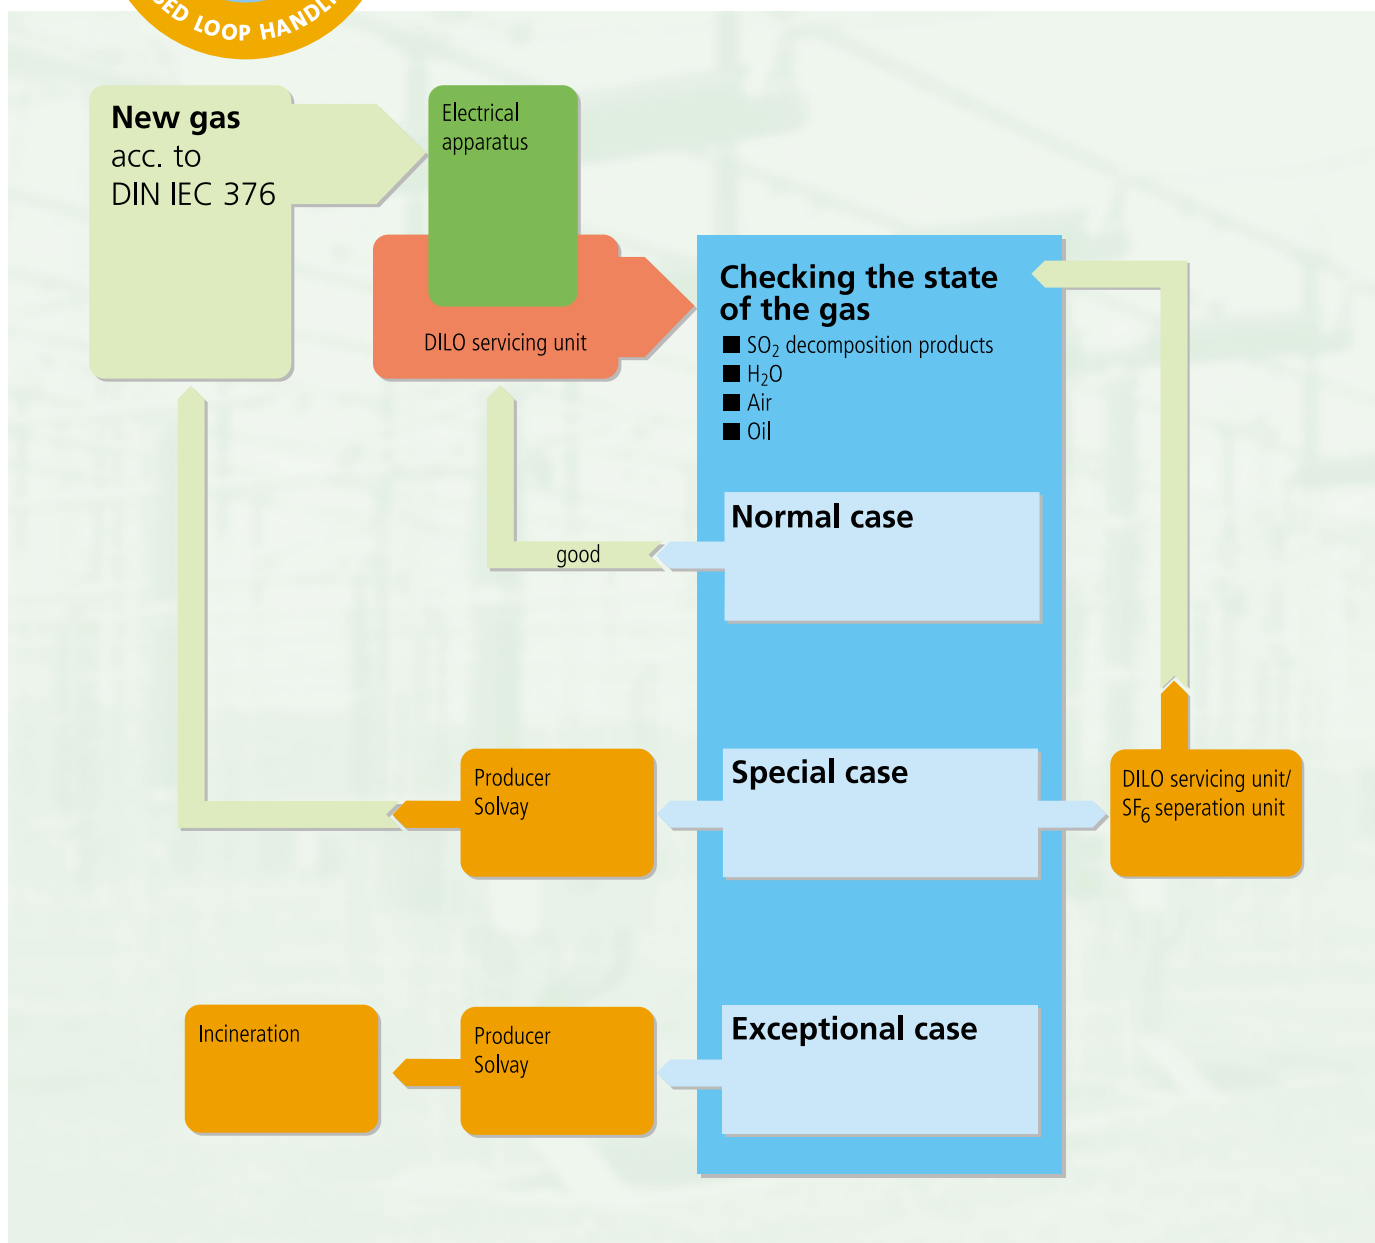 LOOP
New gas
acc. to
DIN IEC 376
Electrical
apparatus
DILO servicing unit
Checking the state
of the gas
■ SO₂ decomposition products
■ H₂O
■ Air
■ Oil
Normal case
good
Special case
Producer
Solvay
DILO servicing unit/
SF₆ seperation unit
Exceptional case
Producer
Solvay
Incineration